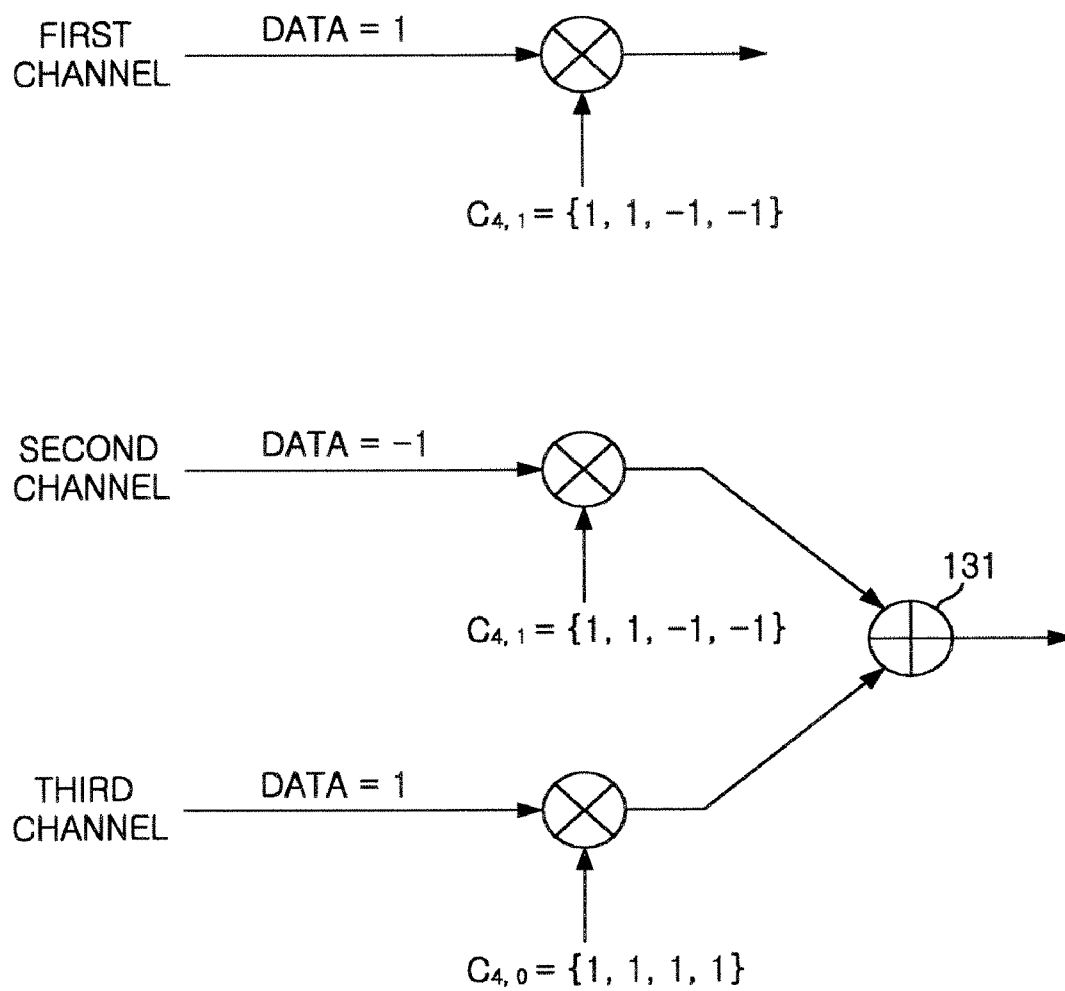 FIRST
CHANNEL
DATA = 1
C4, 1 = {1, 1, −1, −1}
SECOND
CHANNEL
DATA = −1
C4, 1 = {1, 1, −1, −1}
131
THIRD
CHANNEL
DATA = 1
C4, 0 = {1, 1, 1, 1}